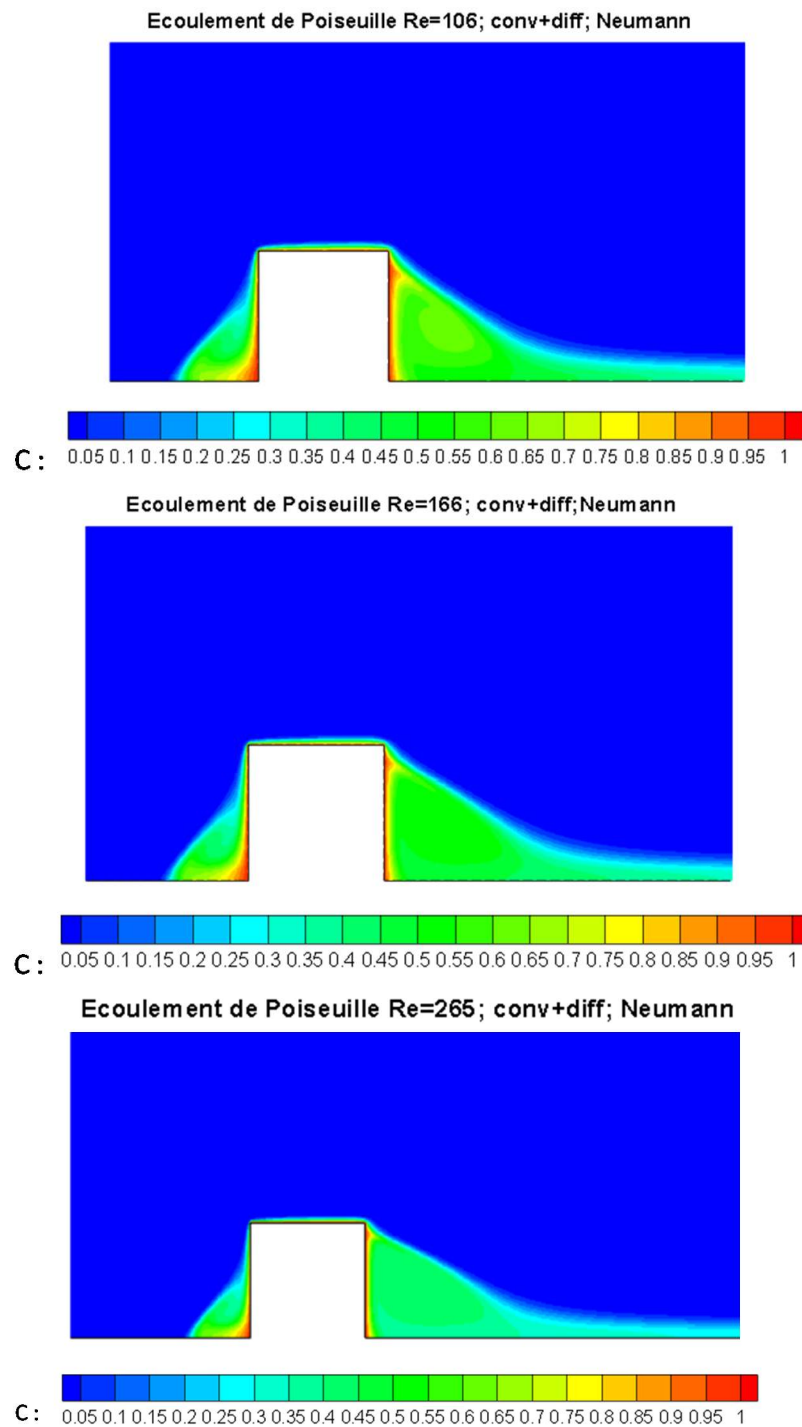 Ecoulement de Poiseuille Re=106; conv+diff; Neumann
C: 0.05 0.1 0.15 0.2 0.25 0.3 0.35 0.4 0.45 0.5 0.55 0.6 0.65 0.7 0.75 0.8 0.85 0.9 0.95 1
Ecoulement de Poiseuille Re=166; conv+diff;Neumann
C: 0.05 0.1 0.15 0.2 0.25 0.3 0.35 0.4 0.45 0.5 0.55 0.6 0.65 0.7 0.75 0.8 0.85 0.9 0.95 1
Ecoulement de Poiseuille Re=265; conv+diff; Neumann
C: 0.05 0.1 0.15 0.2 0.25 0.3 0.35 0.4 0.45 0.5 0.55 0.6 0.65 0.7 0.75 0.8 0.85 0.9 0.95 1